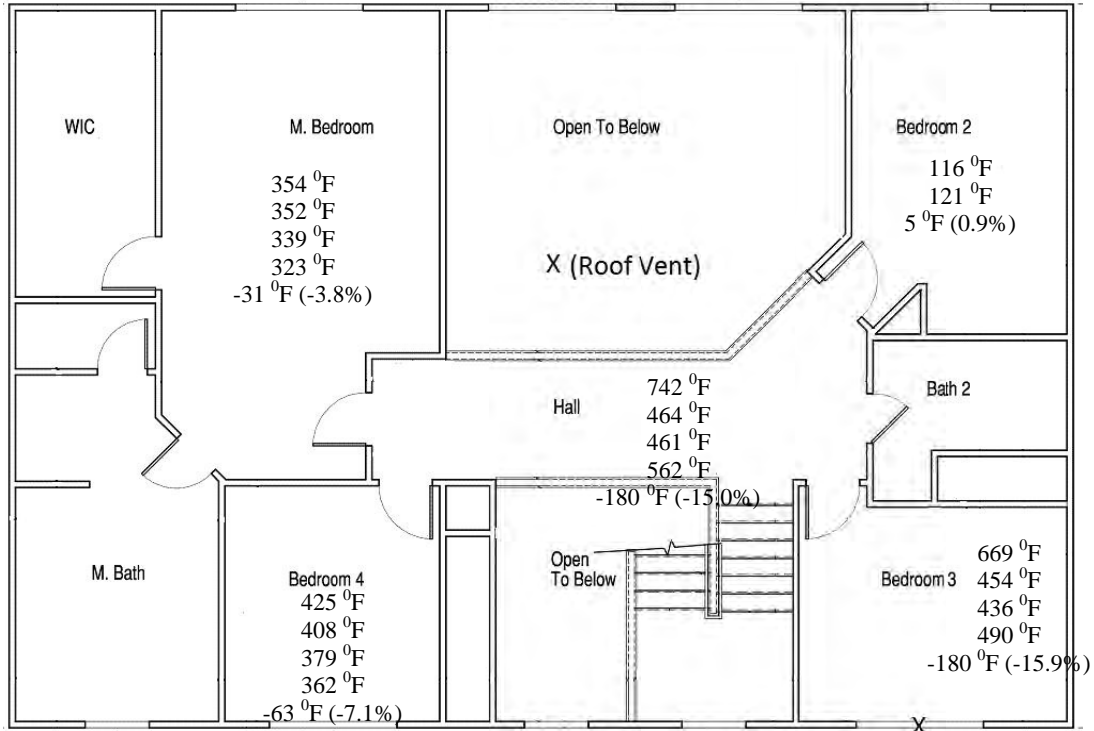 WIC
M. Bedroom
354 ⁰F
352 ⁰F
339 ⁰F
323 ⁰F
-31 ⁰F (-3.8%)
Open To Below
X (Roof Vent)
Bedroom 2
116 ⁰F
121 ⁰F
5 ⁰F (0.9%)
Hall
742 ⁰F
464 ⁰F
461 ⁰F
562 ⁰F
-180 ⁰F (-15.0%)
Bath 2
M. Bath
Bedroom 4
425 ⁰F
408 ⁰F
379 ⁰F
362 ⁰F
-63 ⁰F (-7.1%)
Open
To Below
Bedroom 3
669 ⁰F
454 ⁰F
436 ⁰F
490 ⁰F
-180 ⁰F (-15.9%)
X